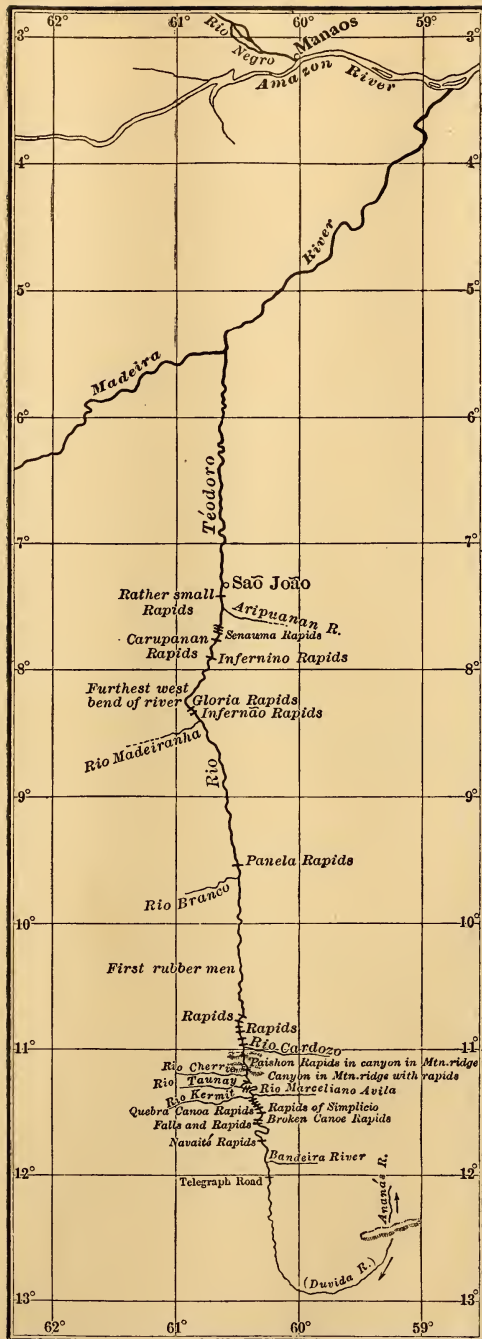 62° 61° 60° 59°
Rio
Negro
Manaos
3° 3°
Amazon River
4° 4°
River
5° 5°
Madeira
6° 6°
Téodoro
7° 7°
Saõ Joaõ
Rather small
Rapids
Aripuanan R.
Senauma Rapids
Carupanan
Rapids
Infernino Rapids
8° 8°
Furthest west
bend of river
Gloria Rapids
Infernaõ Rapids
Rio Madeiranha
Rio
9° 9°
Panela Rapids
Rio Branco
10° 10°
First rubber men
Rapids
Rapids
11° 11°
Rio Cardozo
Paishon Rapids in canyon in Mtn.ridge
Rio Cherrie
Canyon in Mtn.ridge with rapids
Rio Taunay
Rio Marceliano Avila
Rio Kermit
Quebra Canoa Rapids
Rapids of Simplicio
Falls and Rapids
Broken Canoe Rapids
Navaité Rapids
Bandeira River
12° 12°
Telegraph Road
Ananás R.
(Duvida R.)
13° 13°
62° 61° 60° 59°